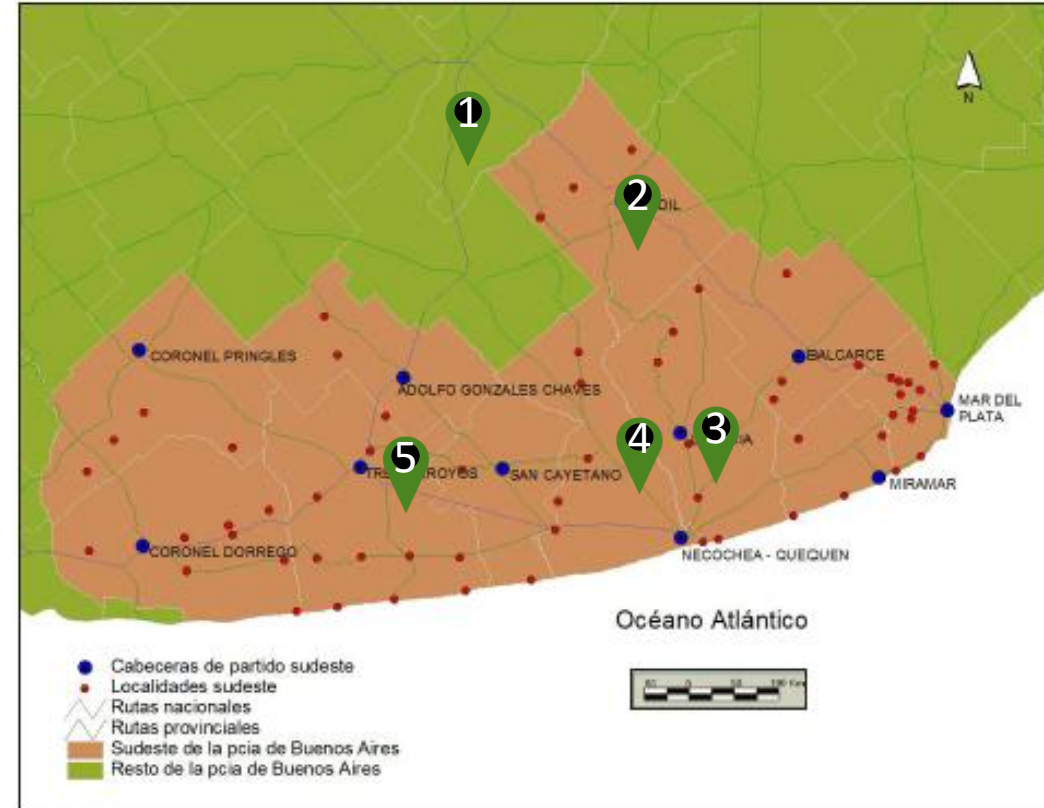 1
N
2
DIL
CORONEL PRINGLES
BALCARCE
ADOLFO GONZALES CHAVES
MAR DEL
PLATA
3
4
5
SAN CAYETANO
MIRAMAR
CORONEL DORREGO
NECOCHEA - QUEQUEN
Océano Atlántico
Cabeceras de partido sudeste
Localidades sudeste
Rutas nacionales
Rutas provinciales
Sudeste de la pcia de Buenos Aires
Resto de la pcia de Buenos Aires